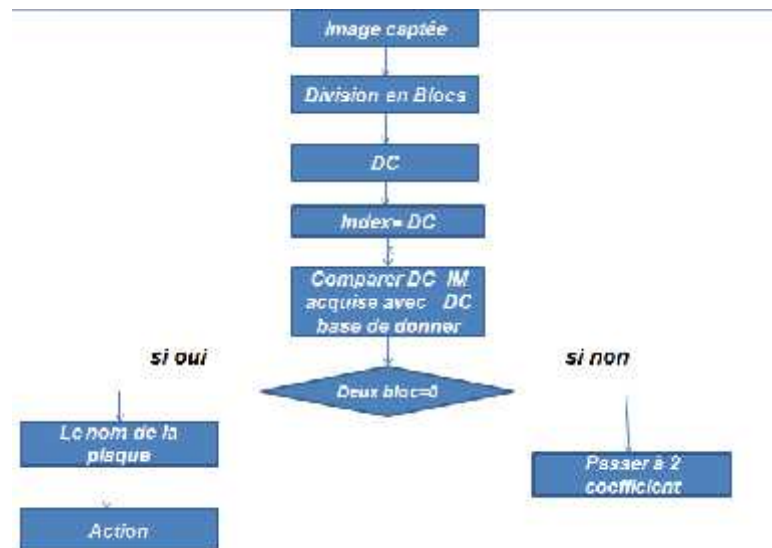 Image captée
Division en Blocs
DC
Index= DC
Comparer DC IM
acquise avec DC
base de donner
si oui
si non
Deux bloc=0
Le nom de la
plaque
Passer à 2
coefficient
Action